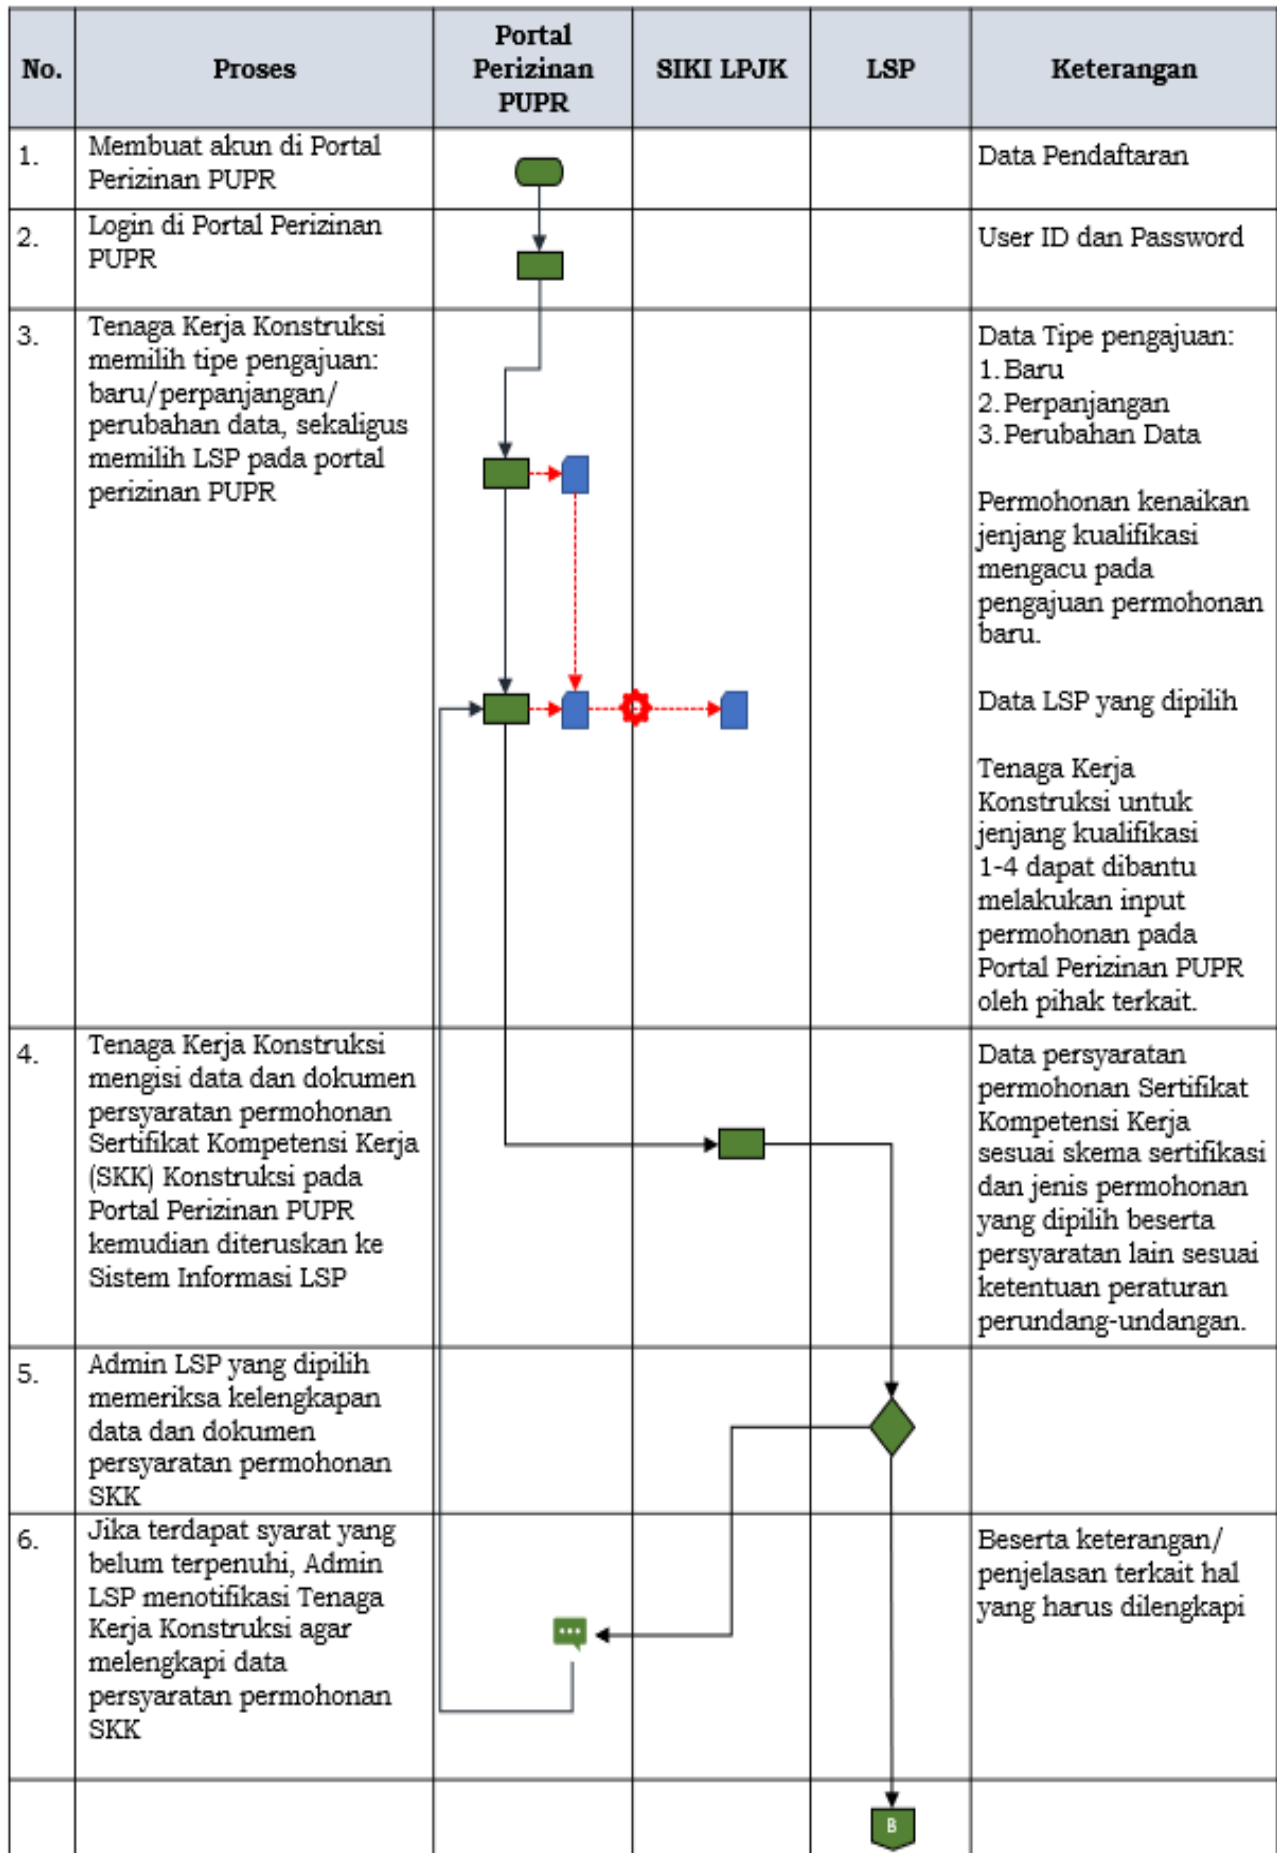 No.
Proses
Portal
Perizinan
PUPR
SIKI LPJK
LSP
Keterangan
1.
Membuat akun di Portal
Perizinan PUPR
Data Pendaftaran
2.
Login di Portal Perizinan
PUPR
User ID dan Password
3.
Tenaga Kerja Konstruksi
memilih tipe pengajuan:
baru/perpanjangan/
perubahan data, sekaligus
memilih LSP pada portal
perizinan PUPR
Data Tipe pengajuan:
1. Baru
2. Perpanjangan
3. Perubahan Data
Permohonan kenaikan
jenjang kualifikasi
mengacu pada
pengajuan permohonan
baru.
Data LSP yang dipilih
Tenaga Kerja
Konstruksi untuk
jenjang kualifikasi
1-4 dapat dibantu
melakukan input
permohonan pada
Portal Perizinan PUPR
oleh pihak terkait.
4.
Tenaga Kerja Konstruksi
mengisi data dan dokumen
persyaratan permohonan
Sertifikat Kompetensi Kerja
(SKK) Konstruksi pada
Portal Perizinan PUPR
kemudian diteruskan ke
Sistem Informasi LSP
Data persyaratan
permohonan Sertifikat
Kompetensi Kerja
sesuai skema sertifikasi
dan jenis permohonan
yang dipilih beserta
persyaratan lain sesuai
ketentuan peraturan
perundang-undangan.
5.
Admin LSP yang dipilih
memeriksa kelengkapan
data dan dokumen
persyaratan permohonan
SKK
6.
Jika terdapat syarat yang
belum terpenuhi, Admin
LSP menotifikasi Tenaga
Kerja Konstruksi agar
melengkapi data
persyaratan permohonan
SKK
Beserta keterangan/
penjelasan terkait hal
yang harus dilengkapi
B